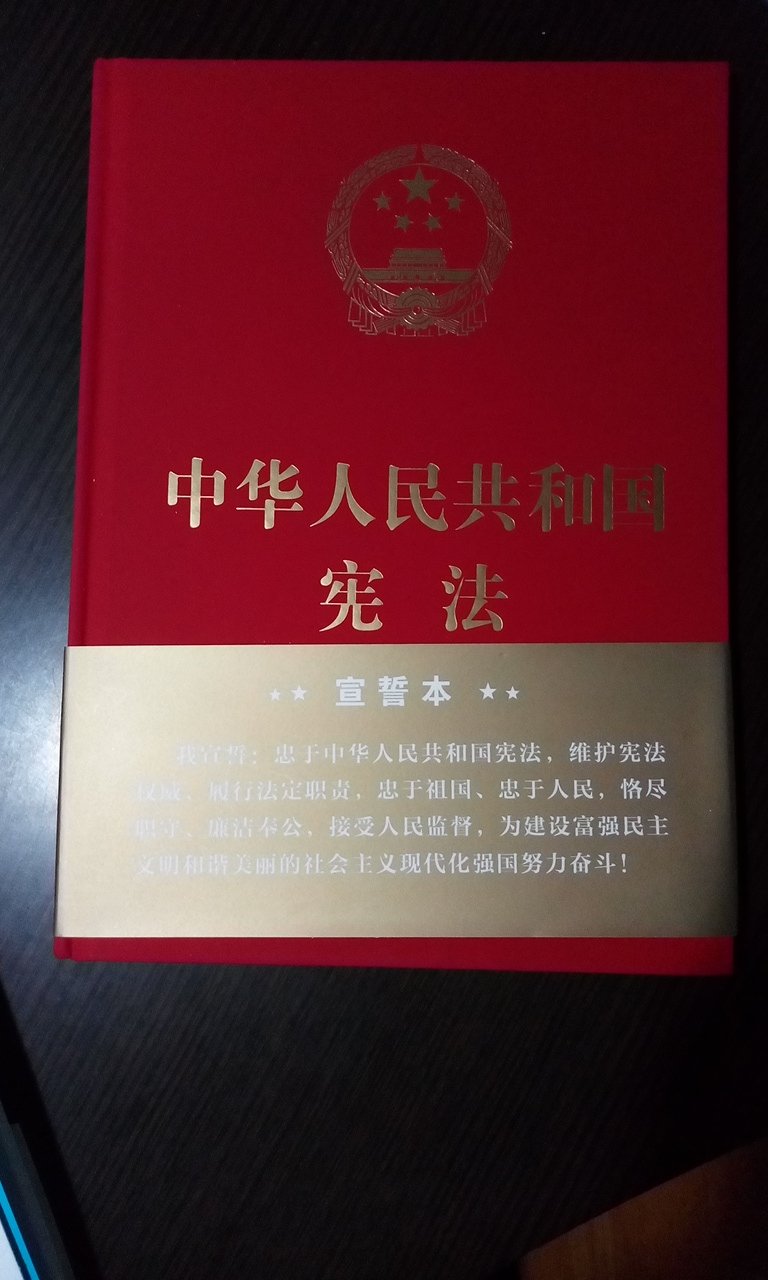 中华人民共和国
宪 法
★★ 宣誓本 ★★
我宣誓：忠于中华人民共和国宪法，维护宪法
权威，履行法定职责，忠于祖国、忠于人民，恪尽
职守、廉洁奉公，接受人民监督，为建设富强民主
文明和谐美丽的社会主义现代化强国努力奋斗！